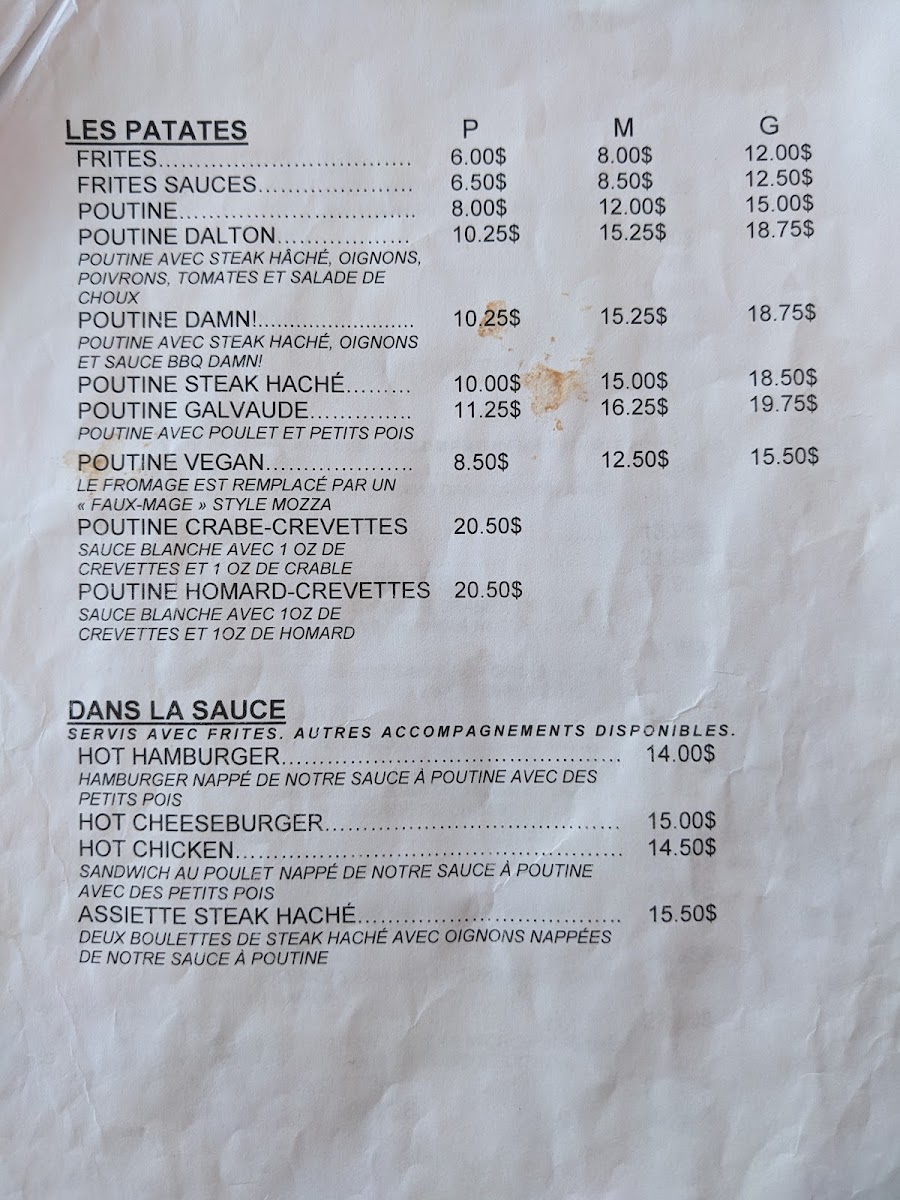 LES PATATES P M G
FRITES................................ 6.00$ 8.00$ 12.00$
FRITES SAUCES.................... 6.50$ 8.50$ 12.50$
POUTINE............................... 8.00$ 12.00$ 15.00$
POUTINE DALTON.................. 10.25$ 15.25$ 18.75$
POUTINE AVEC STEAK HÂCHÉ, OIGNONS,
POIVRONS, TOMATES ET SALADE DE
CHOUX
POUTINE DAMN!......................... 10.25$ 15.25$ 18.75$
POUTINE AVEC STEAK HACHÉ, OIGNONS
ET SAUCE BBQ DAMN!
POUTINE STEAK HACHÉ......... 10.00$ 15.00$ 18.50$
POUTINE GALVAUDE.............. 11.25$ 16.25$ 19.75$
POUTINE AVEC POULET ET PETITS POIS
POUTINE VEGAN.................... 8.50$ 12.50$ 15.50$
LE FROMAGE EST REMPLACÉ PAR UN
« FAUX-MAGE » STYLE MOZZA
POUTINE CRABE-CREVETTES 20.50$
SAUCE BLANCHE AVEC 1 OZ DE
CREVETTES ET 1 OZ DE CRABLE
POUTINE HOMARD-CREVETTES 20.50$
SAUCE BLANCHE AVEC 1OZ DE
CREVETTES ET 1OZ DE HOMARD
DANS LA SAUCE
SERVIS AVEC FRITES. AUTRES ACCOMPAGNEMENTS DISPONIBLES.
HOT HAMBURGER............................................. 14.00$
HAMBURGER NAPPÉ DE NOTRE SAUCE À POUTINE AVEC DES
PETITS POIS
HOT CHEESEBURGER....................................... 15.00$
HOT CHICKEN................................................... 14.50$
SANDWICH AU POULET NAPPÉ DE NOTRE SAUCE À POUTINE
AVEC DES PETITS POIS
ASSIETTE STEAK HACHÉ................................... 15.50$
DEUX BOULETTES DE STEAK HACHÉ AVEC OIGNONS NAPPÉES
DE NOTRE SAUCE À POUTINE